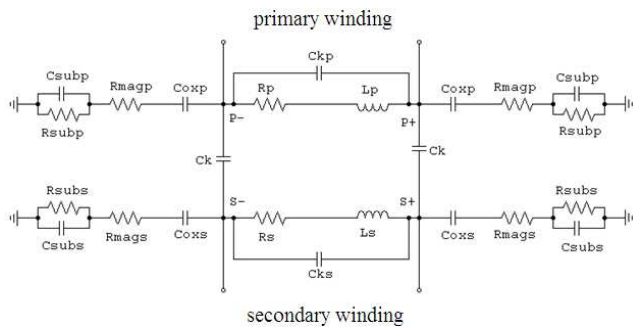 primary winding
Ckp
Csubp
Rmagp
Coxp
Rp
Lp
Coxp
Rmagp
Csubp
Rsubp
P-
P+
Rsubp
Ck
Ck
Rsubs
S-
S+
Rsubs
Csubs
Rmags
Coxs
Rs
Ls
Coxs
Rmags
Csubs
Cks
secondary winding